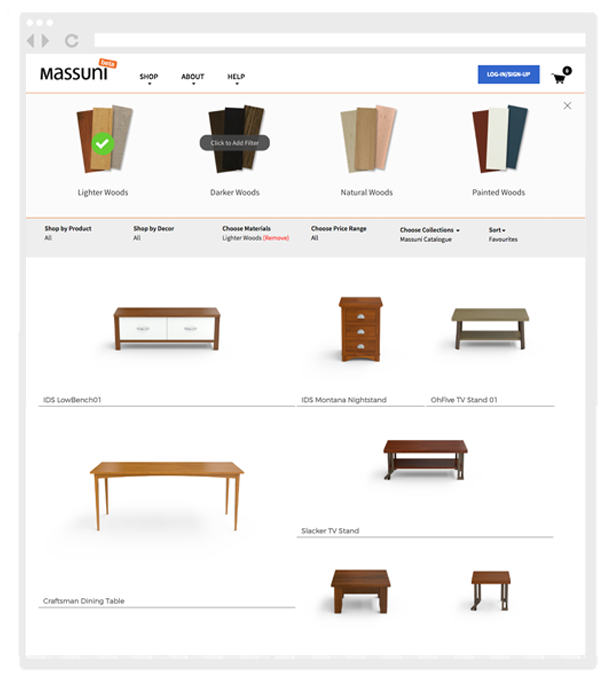 Massuni beta
SHOP ABOUT HELP LOG-IN/SIGN-UP 0
Click to Add Filter
Lighter Woods Darker Woods Natural Woods Painted Woods
Shop by Product Shop by Decor Choose Materials Choose Price Range Choose Collections Sort
All All Lighter Woods (Remove) All Massuni Catalogue Favourites
IDS LowBench01 IDS Montana Nightstand OhFive TV Stand 01
Slacker TV Stand
Craftsman Dining Table